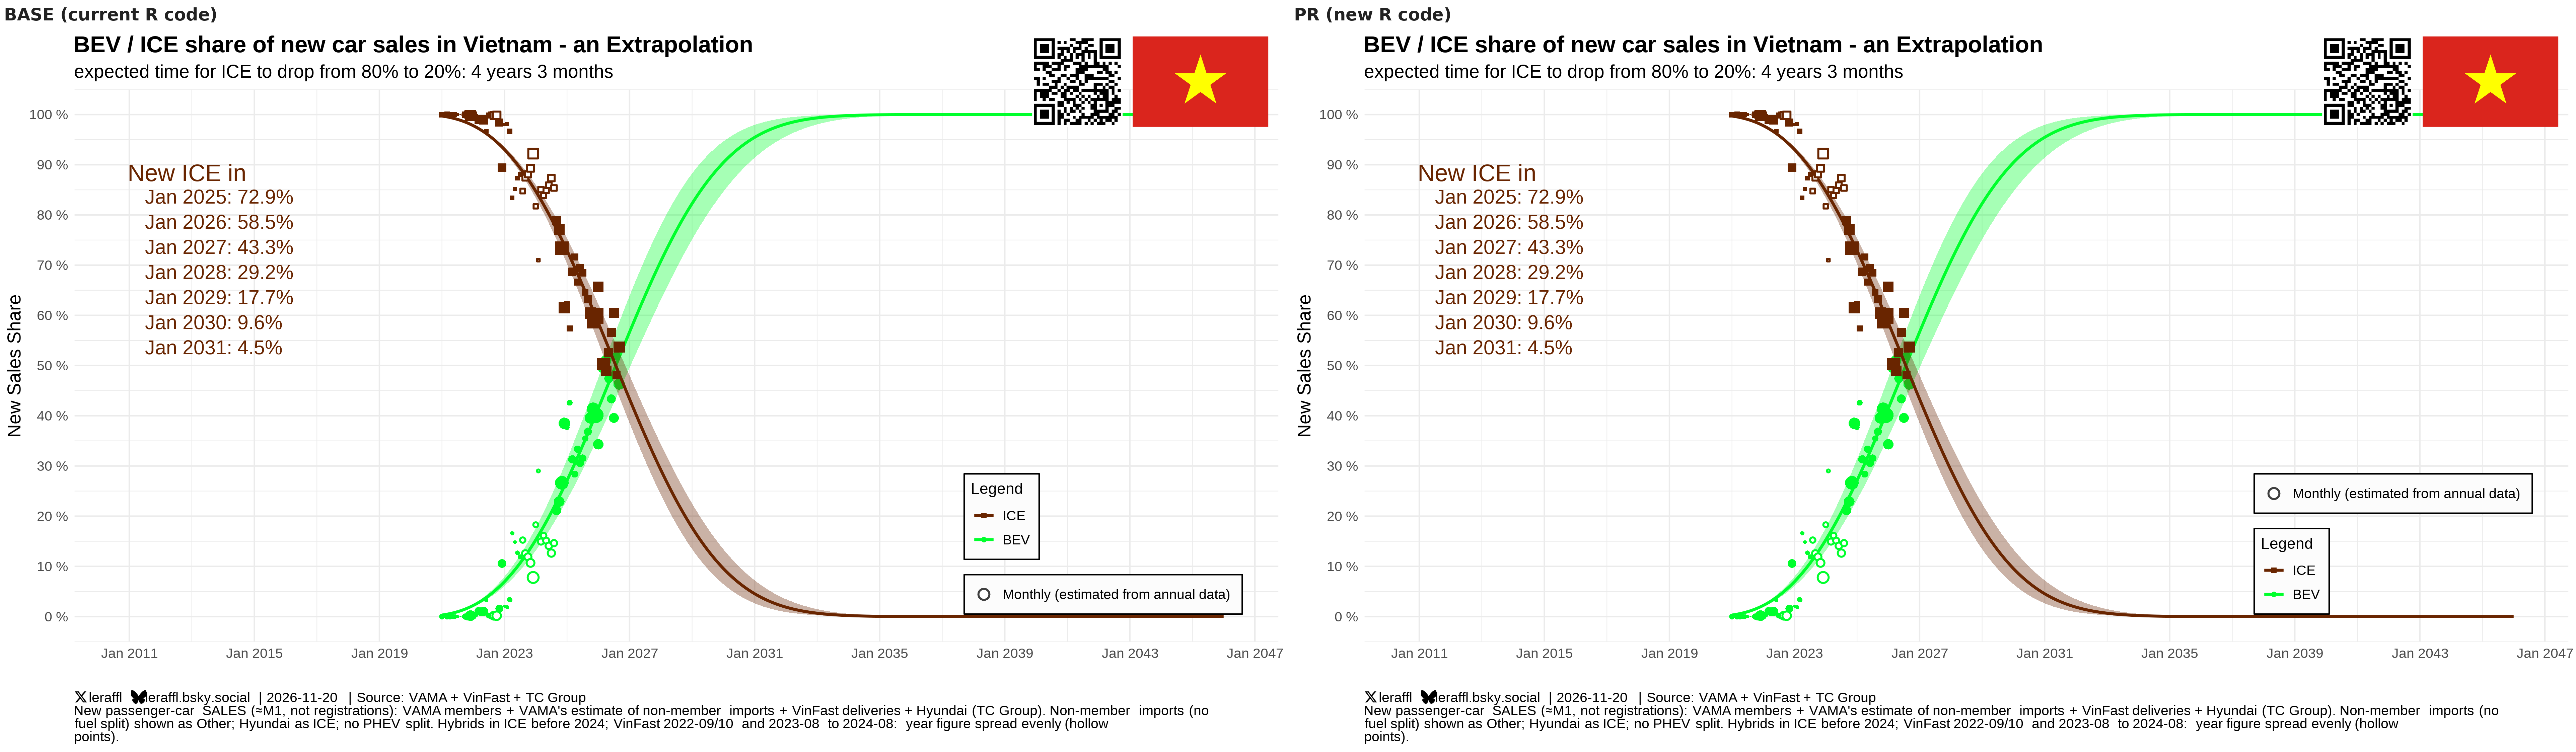 BASE (current R code)
BEV / ICE share of new car sales in Vietnam - an Extrapolation
expected time for ICE to drop from 80% to 20%: 4 years 3 months
New Sales Share
100 %
90 %
80 %
70 %
60 %
50 %
40 %
30 %
20 %
10 %
0 %
New ICE in
Jan 2025: 72.9%
Jan 2026: 58.5%
Jan 2027: 43.3%
Jan 2028: 29.2%
Jan 2029: 17.7%
Jan 2030: 9.6%
Jan 2031: 4.5%
Legend
ICE
BEV
Monthly (estimated from annual data)
Jan 2011 Jan 2015 Jan 2019 Jan 2023 Jan 2027 Jan 2031 Jan 2035 Jan 2039 Jan 2043 Jan 2047
leraffl leraffl.bsky.social | 2026-11-20 | Source: VAMA + VinFast + TC Group
New passenger-car SALES (≈M1, not registrations): VAMA members + VAMA's estimate of non-member imports + VinFast deliveries + Hyundai (TC Group). Non-member imports (no
fuel split) shown as Other; Hyundai as ICE; no PHEV split. Hybrids in ICE before 2024; VinFast 2022-09/10 and 2023-08 to 2024-08: year figure spread evenly (hollow
points).
PR (new R code)
BEV / ICE share of new car sales in Vietnam - an Extrapolation
expected time for ICE to drop from 80% to 20%: 4 years 3 months
New Sales Share
100 %
90 %
80 %
70 %
60 %
50 %
40 %
30 %
20 %
10 %
0 %
New ICE in
Jan 2025: 72.9%
Jan 2026: 58.5%
Jan 2027: 43.3%
Jan 2028: 29.2%
Jan 2029: 17.7%
Jan 2030: 9.6%
Jan 2031: 4.5%
Monthly (estimated from annual data)
Legend
ICE
BEV
Jan 2011 Jan 2015 Jan 2019 Jan 2023 Jan 2027 Jan 2031 Jan 2035 Jan 2039 Jan 2043 Jan 2047
leraffl leraffl.bsky.social | 2026-11-20 | Source: VAMA + VinFast + TC Group
New passenger-car SALES (≈M1, not registrations): VAMA members + VAMA's estimate of non-member imports + VinFast deliveries + Hyundai (TC Group). Non-member imports (no
fuel split) shown as Other; Hyundai as ICE; no PHEV split. Hybrids in ICE before 2024; VinFast 2022-09/10 and 2023-08 to 2024-08: year figure spread evenly (hollow
points).